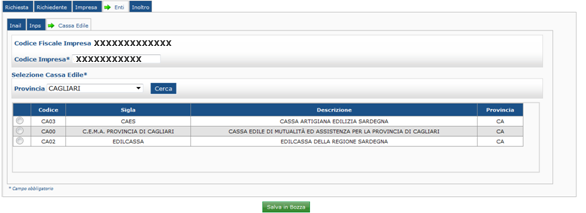 Richiesta Richiedente Impresa Enti Inoltro
Inail Inps Cassa Edile
Codice Fiscale Impresa XXXXXXXXXXXXX
Codice Impresa* XXXXXXXXXXX
Selezione Cassa Edile*
Provincia CAGLIARI Cerca
Codice Sigla Descrizione Provincia
CA03 CAES CASSA ARTIGIANA EDILIZIA SARDEGNA CA
CA00 C.E.M.A. PROVINCIA DI CAGLIARI CASSA EDILE DI MUTUALITÀ ED ASSISTENZA PER LA PROVINCIA DI CAGLIARI CA
CA02 EDILCASSA EDILCASSA DELLA REGIONE SARDEGNA CA
* Campo obbligatorio
Salva in Bozza